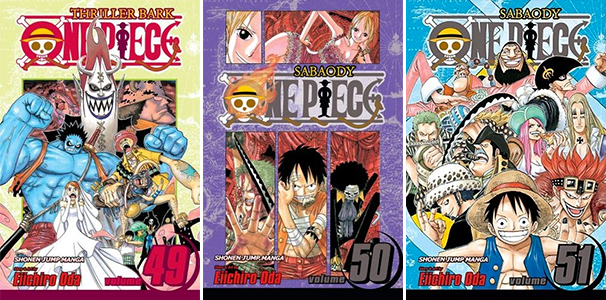 THRILLER BARK
ONE PIECE
SHONEN JUMP MANGA
Eiichiro Oda
volume 49
SABAODY
ONE PIECE
SHONEN JUMP MANGA
Eiichiro Oda
volume 50
SABAODY
ONE PIECE
SHONEN JUMP MANGA
Eiichiro Oda
volume 51